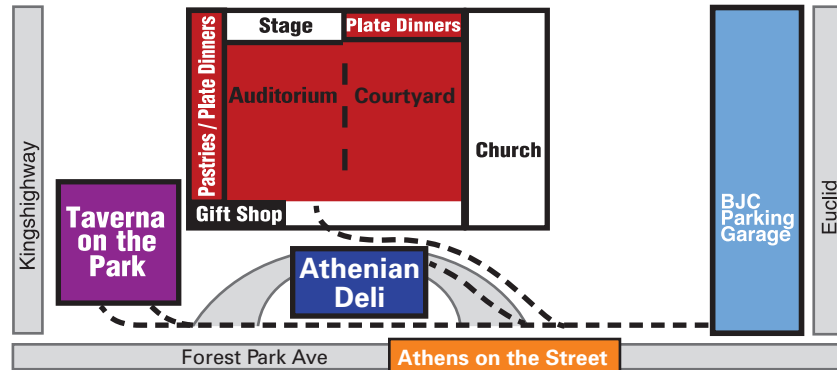 Stage
Plate Dinners
Pastries / Plate Dinners
Auditorium
Courtyard
Church
Gift Shop
Kingshighway
Taverna
on the
Park
Athenian
Deli
BJC
Parking
Garage
Euclid
Forest Park Ave
Athens on the Street